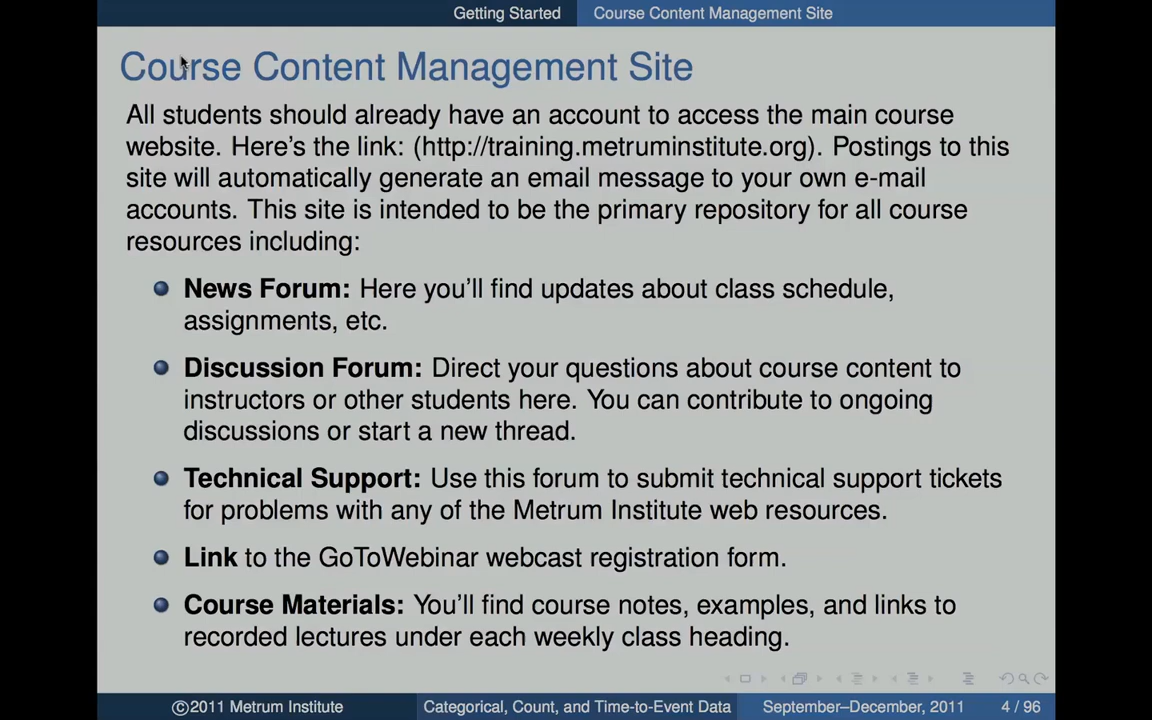 Getting Started Course Content Management Site
Course Content Management Site
All students should already have an account to access the main course
website. Here's the link: (http://training.metruminstitute.org). Postings to this
site will automatically generate an email message to your own e-mail
accounts. This site is intended to be the primary repository for all course
resources including:
News Forum: Here you'll find updates about class schedule,
assignments, etc.
Discussion Forum: Direct your questions about course content to
instructors or other students here. You can contribute to ongoing
discussions or start a new thread.
Technical Support: Use this forum to submit technical support tickets
for problems with any of the Metrum Institute web resources.
Link to the GoToWebinar webcast registration form.
Course Materials: You'll find course notes, examples, and links to
recorded lectures under each weekly class heading.
©2011 Metrum Institute Categorical, Count, and Time-to-Event Data September–December, 2011 4 / 96